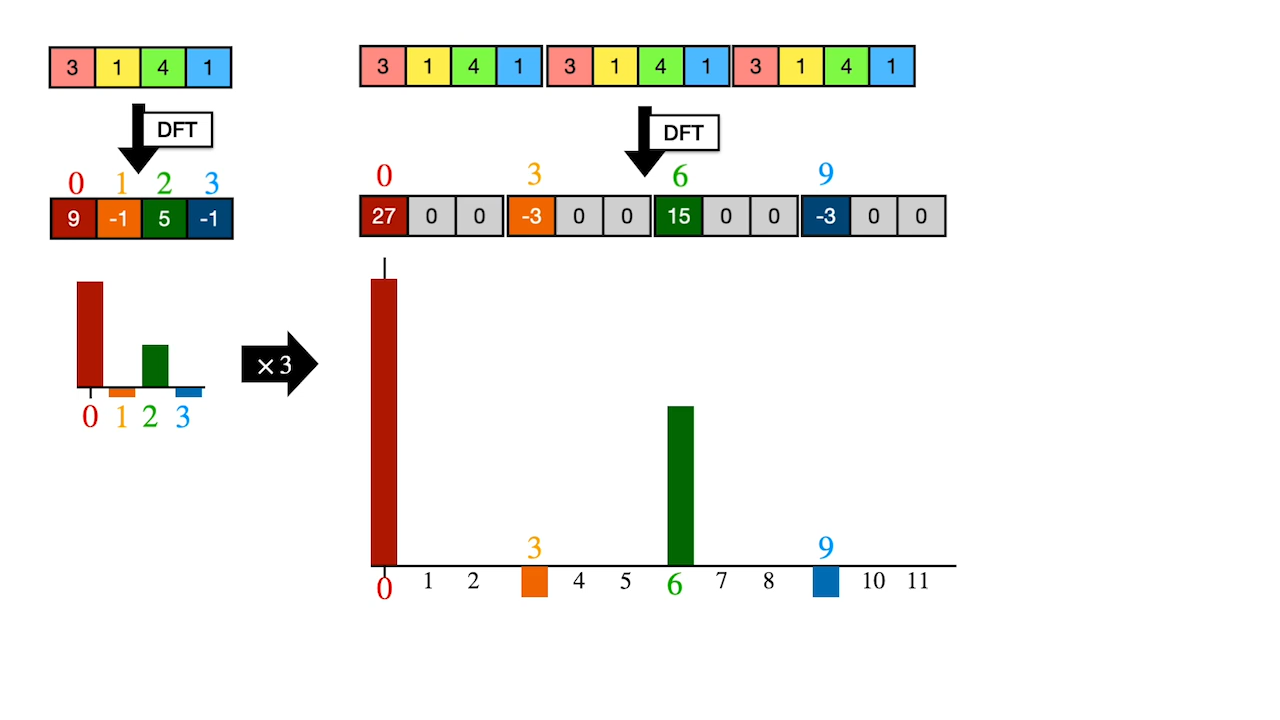 3 1 4 1
3 1 4 1 3 1 4 1 3 1 4 1
DFT
DFT
0 1 2 3
0 3 6 9
9 -1 5 -1
27 0 0 -3 0 0 15 0 0 -3 0 0
× 3
0 1 2 3
3 9
0 1 2 4 5 6 7 8 10 11